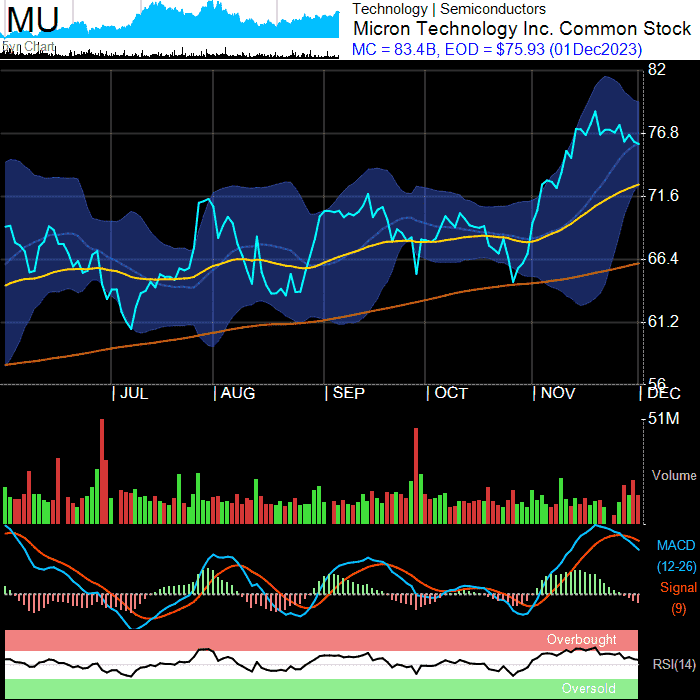 MU
5yr Chart
Technology | Semiconductors
Micron Technology Inc. Common Stock
MC = 83.4B, EOD = $75.93 (01Dec2023)
82
76.8
71.6
66.4
61.2
56
| JUL | AUG | SEP | OCT | NOV | DEC
51M
Volume
MACD
(12-26)
Signal
(9)
Overbought
RSI(14)
Oversold